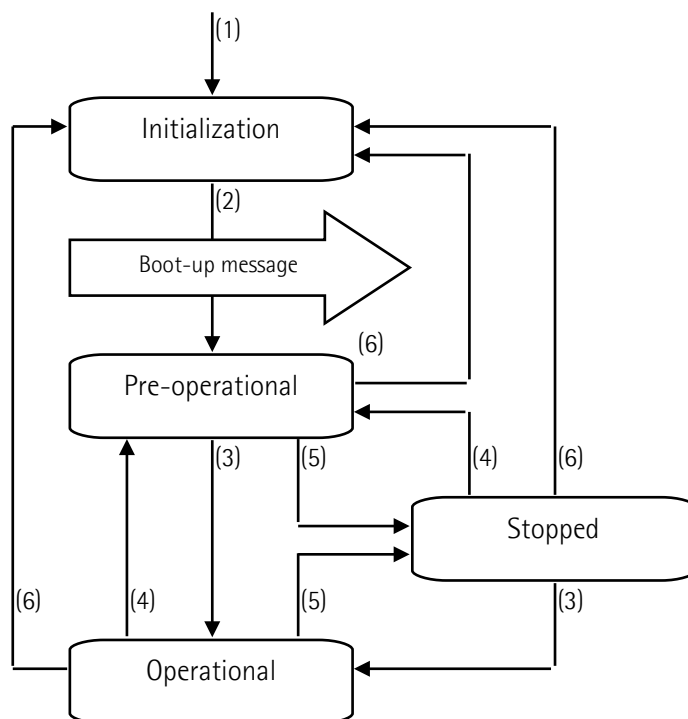 (1)
Initialization
(2)
Boot-up message
(6)
Pre-operational
(3)
(5)
(4)
(6)
Stopped
(6)
(4)
(5)
(3)
Operational